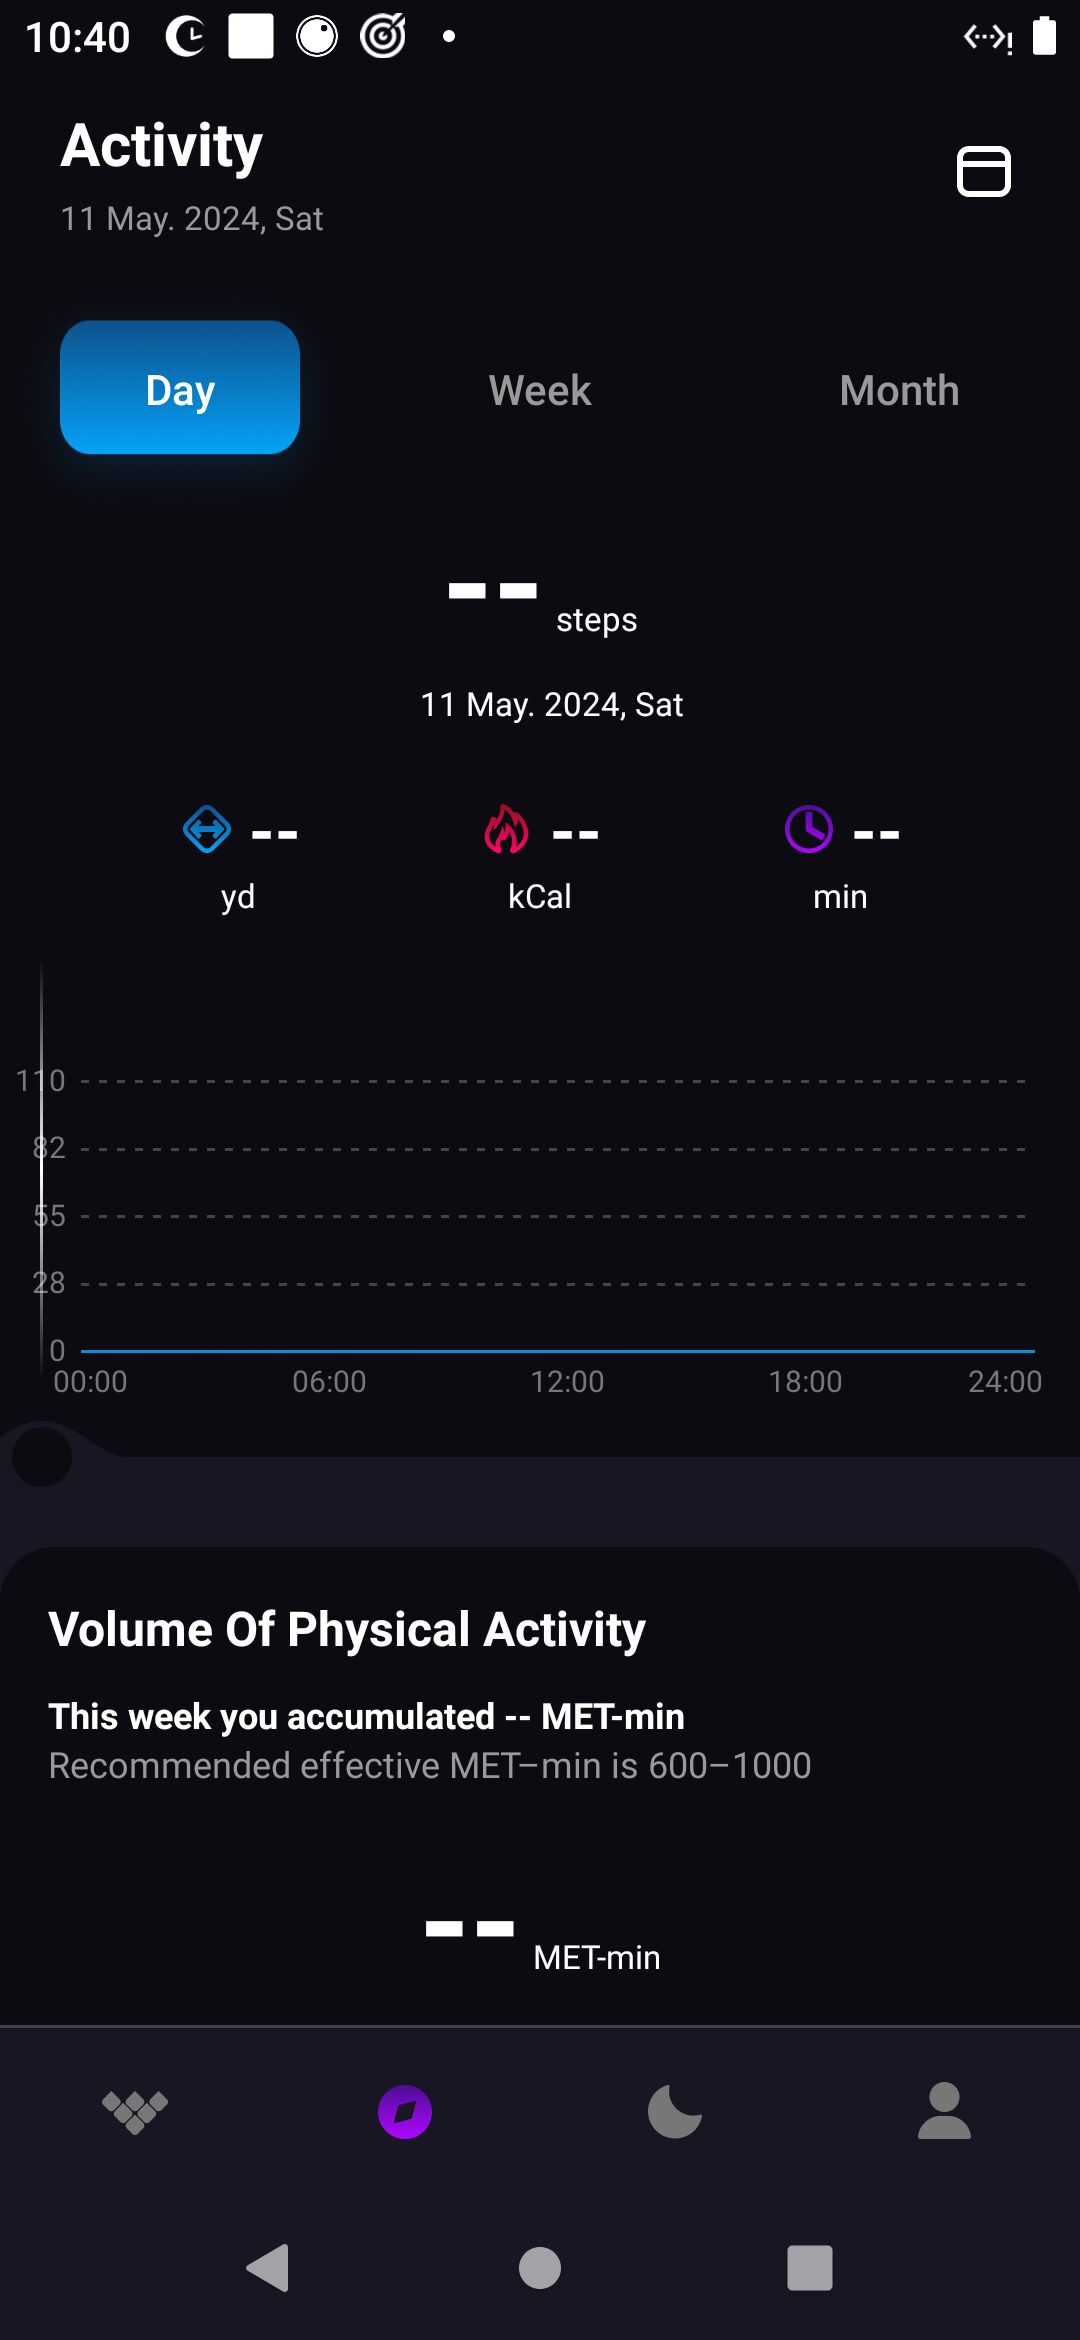 10:40
Activity
11 May. 2024, Sat
Day
Week
Month
-- steps
11 May. 2024, Sat
-- -- --
yd kCal min
110
82
55
28
0
00:00 06:00 12:00 18:00 24:00
Volume Of Physical Activity
This week you accumulated -- MET-min
Recommended effective MET–min is 600–1000
-- MET-min